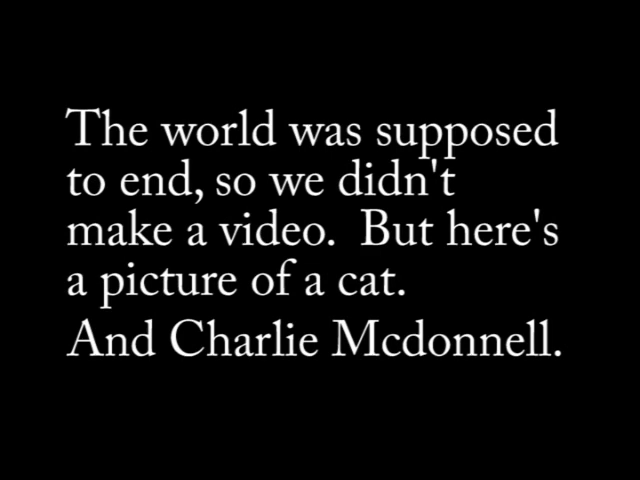 The world was supposed
to end, so we didn't
make a video.  But here's
a picture of a cat.
And Charlie Mcdonnell.